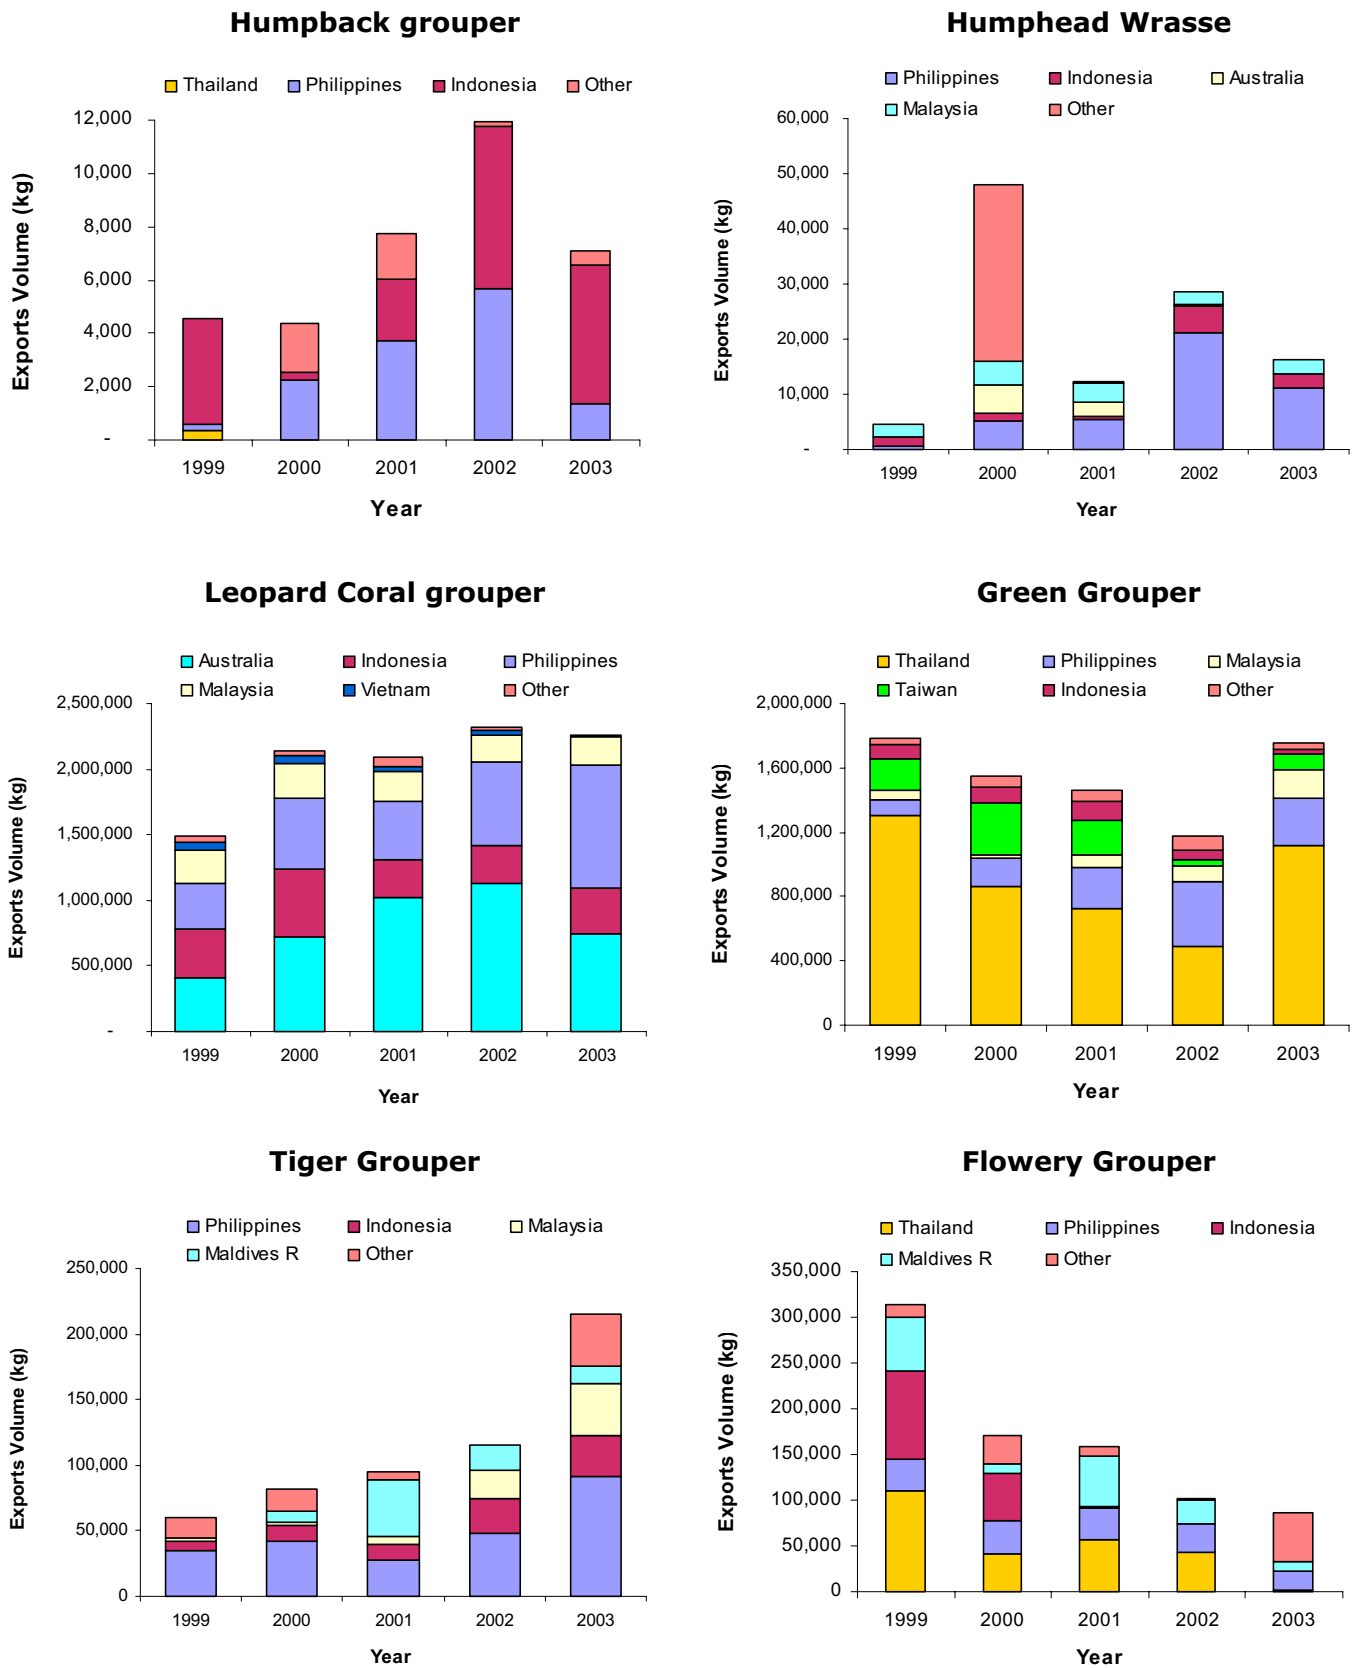 Humpback grouper
Thailand Philippines Indonesia Other
12,000
10,000
8,000
6,000
4,000
2,000
-
Exports Volume (kg)
1999 2000 2001 2002 2003
Year
Humphead Wrasse
Philippines Indonesia Australia
Malaysia Other
60,000
50,000
40,000
30,000
20,000
10,000
-
Exports Volume (kg)
1999 2000 2001 2002 2003
Year
Leopard Coral grouper
Australia Indonesia Philippines
Malaysia Vietnam Other
2,500,000
2,000,000
1,500,000
1,000,000
500,000
-
Exports Volume (kg)
1999 2000 2001 2002 2003
Year
Green Grouper
Thailand Philippines Malaysia
Taiwan Indonesia Other
2,000,000
1,600,000
1,200,000
800,000
400,000
0
Exports Volume (kg)
1999 2000 2001 2002 2003
Year
Tiger Grouper
Philippines Indonesia Malaysia
Maldives R Other
250,000
200,000
150,000
100,000
50,000
0
Exports Volume (kg)
1999 2000 2001 2002 2003
Year
Flowery Grouper
Thailand Philippines Indonesia
Maldives R Other
350,000
300,000
250,000
200,000
150,000
100,000
50,000
0
Exports Volume (kg)
1999 2000 2001 2002 2003
Year